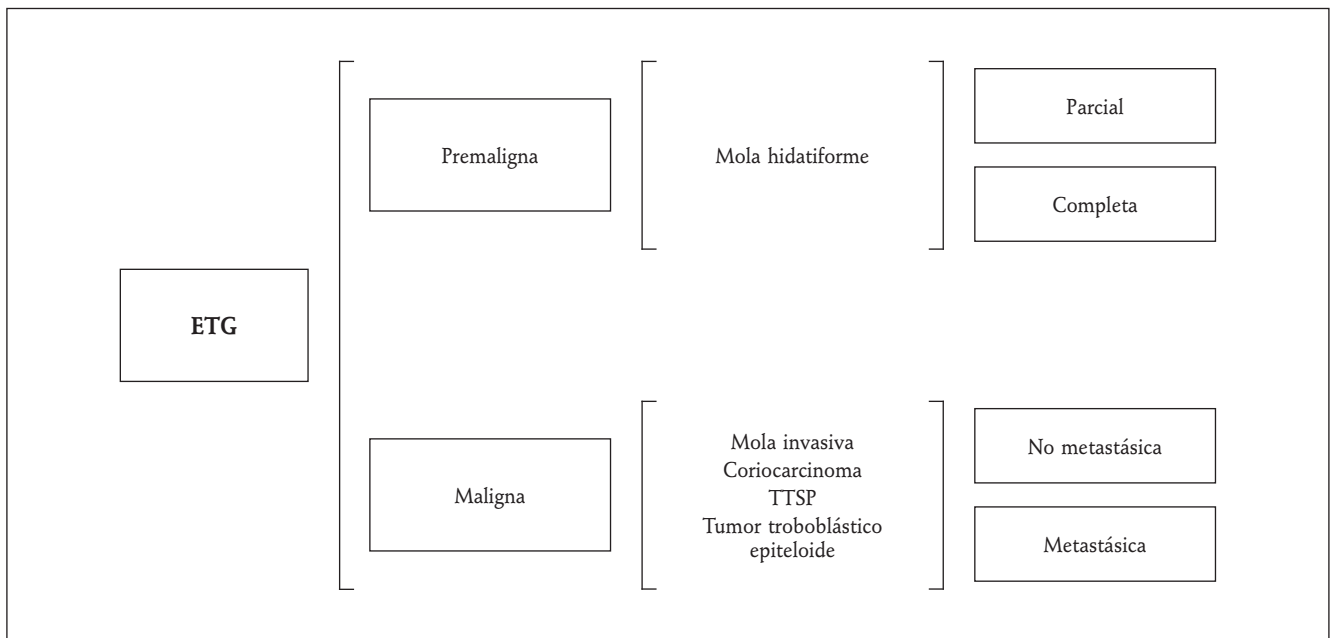 ETG
Premaligna
Mola hidatiforme
Parcial
Completa
Maligna
Mola invasiva
Coriocarcinoma
TTSP
Tumor troboblástico
epiteloide
No metastásica
Metastásica